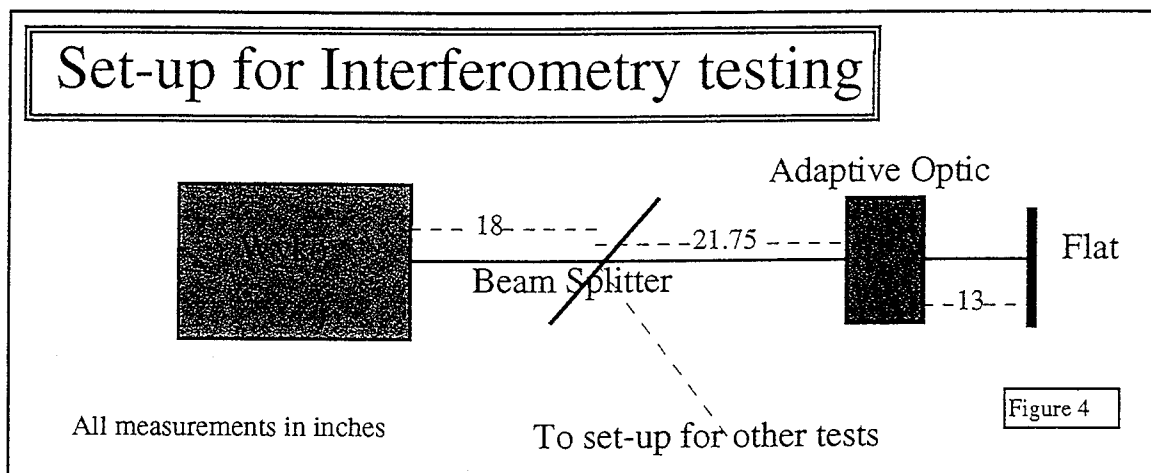 Set-up for Interferometry testing
Adaptive Optic
18
21.75
Flat
Beam Splitter
13
Figure 4
All measurements in inches
To set-up for other tests